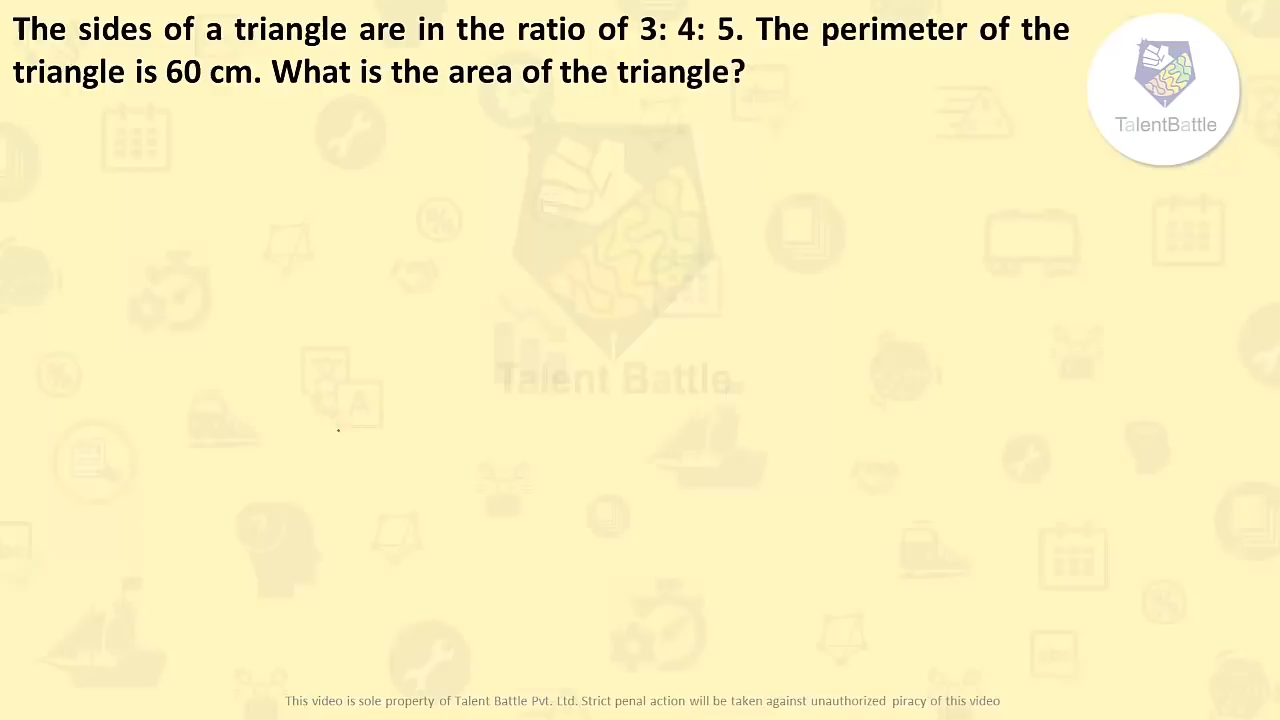 The sides of a triangle are in the ratio of 3: 4: 5. The perimeter of the
triangle is 60 cm. What is the area of the triangle?
TalentBattle
Talent Battle
A
This video is sole property of Talent Battle Pvt. Ltd. Strict penal action will be taken against unauthorized piracy of this video